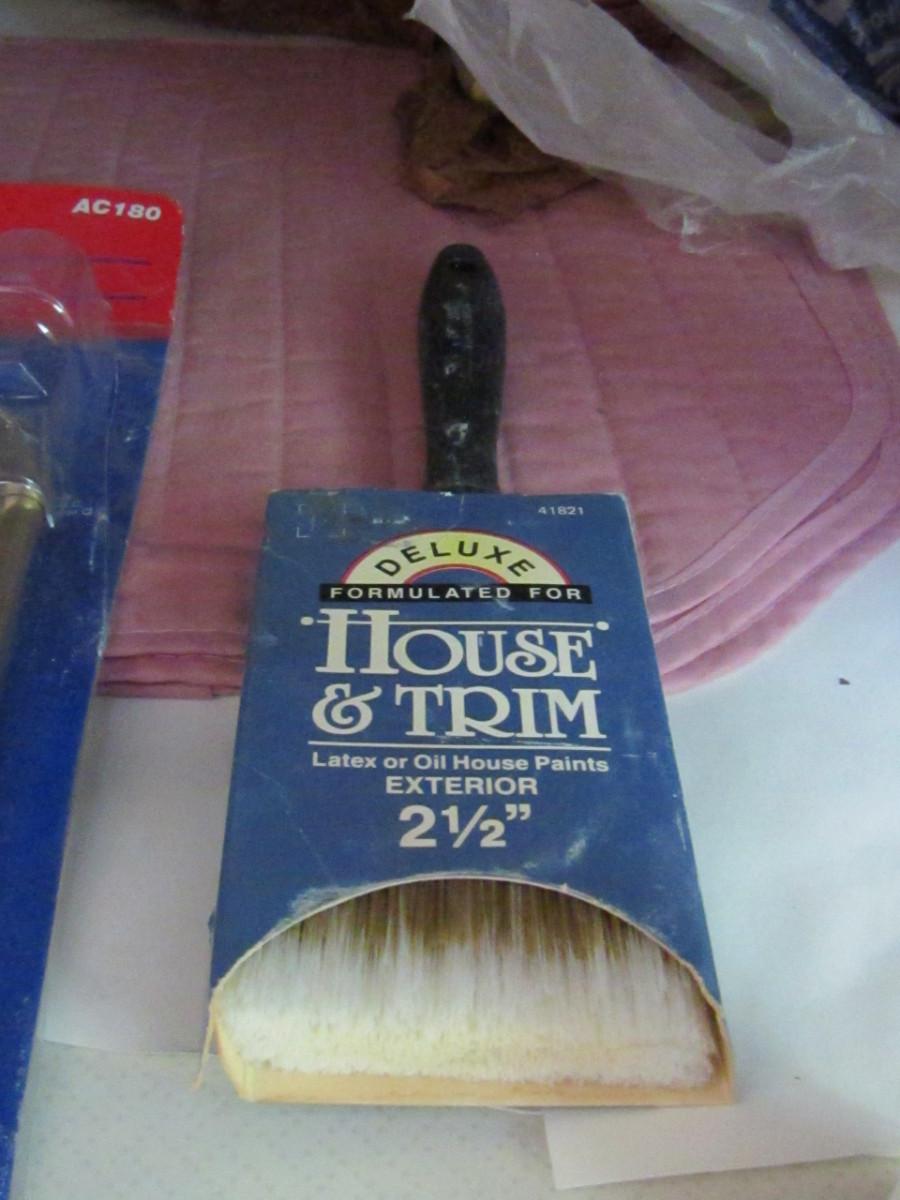 AC180
41821
DELUXE
FORMULATED FOR
HOUSE
& TRIM
Latex or Oil House Paints
EXTERIOR
2½”